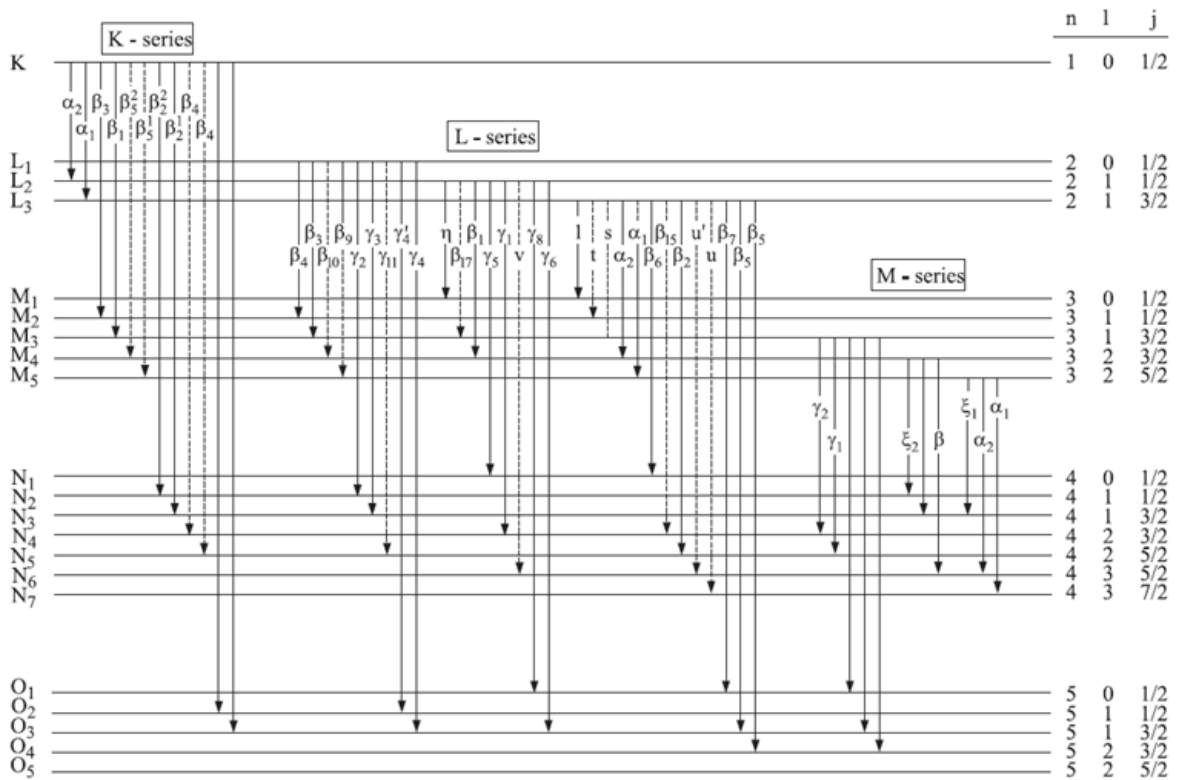 n l j
K - series
K 1 0 1/2
α₂ α₁ β₃ β₁ β₅² β₅¹ β₂² β₂¹ β₄ β₄
L - series
L₁ 2 0 1/2
L₂ 2 1 1/2
L₃ 2 1 3/2
β₄ β₃ β₁₀ β₉ γ₂ γ₃ γ₁₁ γ₄' γ₄ η β₁₇ β₁ γ₅ γ₁ v γ₈ γ₆ l t s α₂ α₁ β₆ β₁₅ β₂ u' u β₇ β₅ β₅
M - series
M₁ 3 0 1/2
M₂ 3 1 1/2
M₃ 3 1 3/2
M₄ 3 2 3/2
M₅ 3 2 5/2
γ₂ γ₁ ξ₂ β ξ₁ α₂ α₁
N₁ 4 0 1/2
N₂ 4 1 1/2
N₃ 4 1 3/2
N₄ 4 2 3/2
N₅ 4 2 5/2
N₆ 4 3 5/2
N₇ 4 3 7/2
O₁ 5 0 1/2
O₂ 5 1 1/2
O₃ 5 1 3/2
O₄ 5 2 3/2
O₅ 5 2 5/2